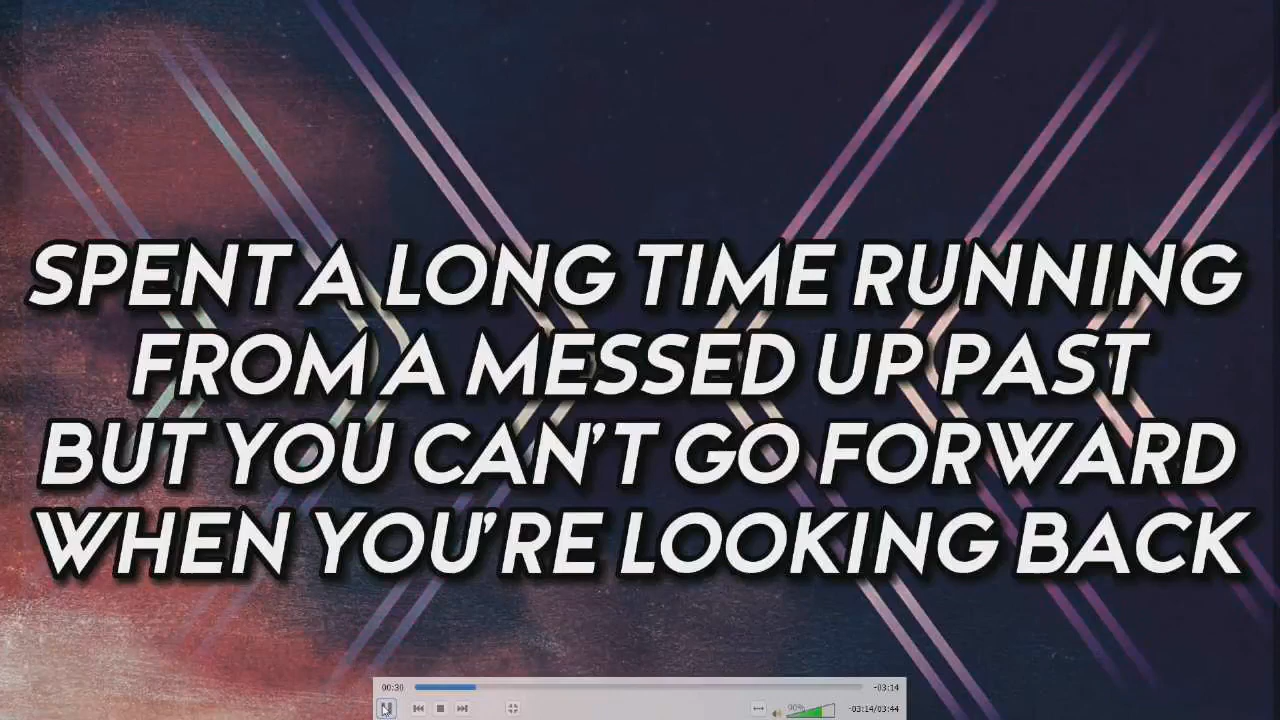 SPENT A LONG TIME RUNNING
FROM A MESSED UP PAST
BUT YOU CAN'T GO FORWARD
WHEN YOU'RE LOOKING BACK
00:30 -03:14
90% -03:14/03:44